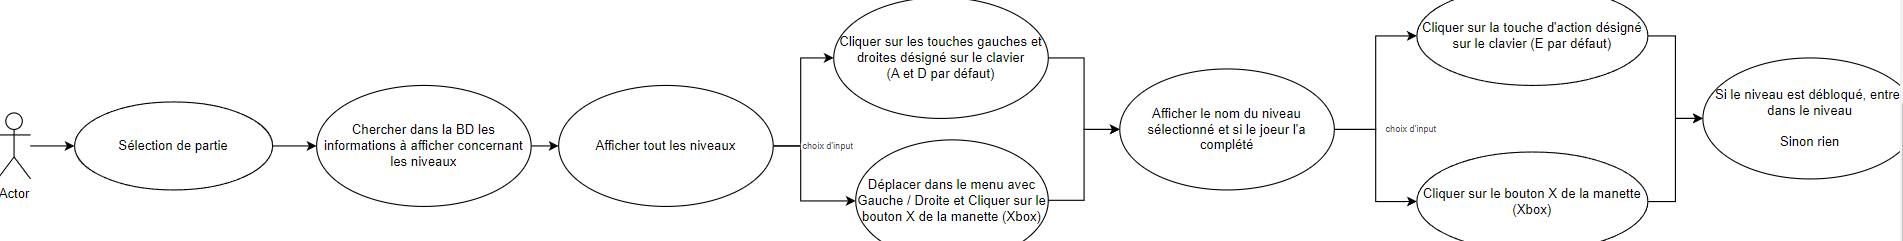 Actor
Sélection de partie
Chercher dans la BD les
informations à afficher concernant
les niveaux
Afficher tout les niveaux
choix d'input
Cliquer sur les touches gauches et
droites désigné sur le clavier
(A et D par défaut)
Déplacer dans le menu avec
Gauche / Droite et Cliquer sur le
bouton X de la manette (Xbox)
Afficher le nom du niveau
sélectionné et si le joeur l'a
complété
choix d'input
Cliquer sur la touche d'action désigné
sur le clavier (E par défaut)
Cliquer sur le bouton X de la manette
(Xbox)
Si le niveau est débloqué, entre
dans le niveau
Sinon rien